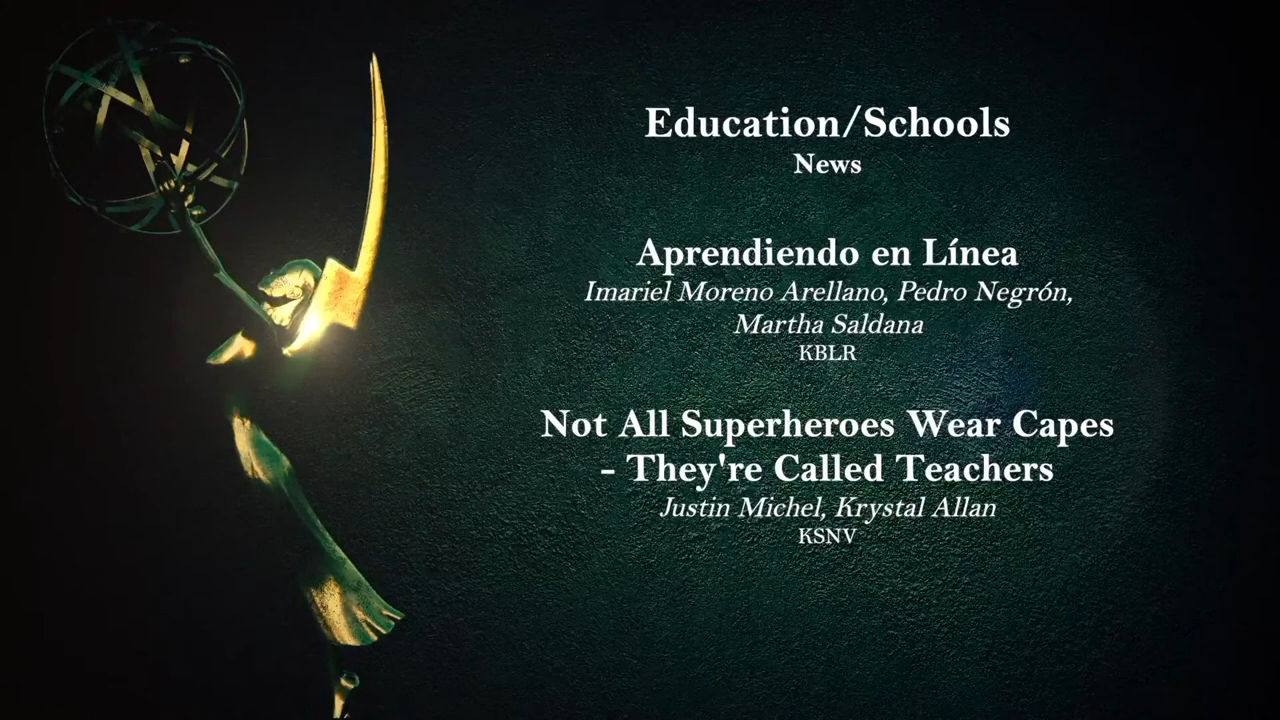 Education/Schools
News
Aprendiendo en Línea
Imariel Moreno Arellano, Pedro Negrón,
Martha Saldana
KBLR
Not All Superheroes Wear Capes
- They're Called Teachers
Justin Michel, Krystal Allan
KSNV